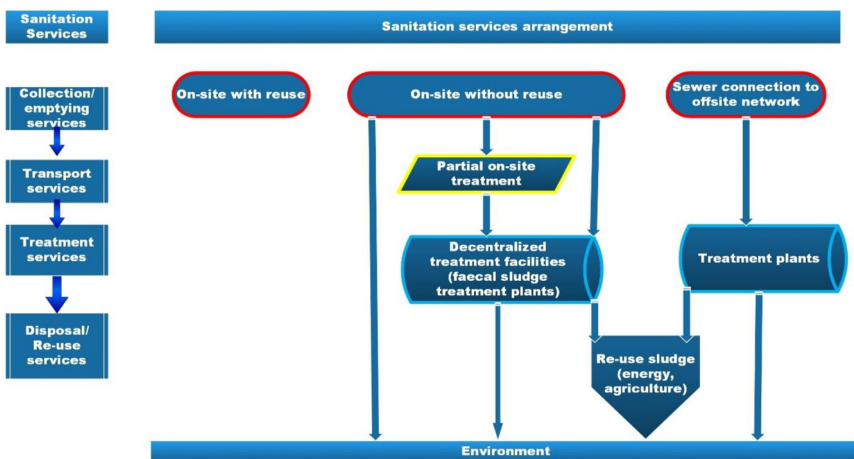 Sanitation
Services
Sanitation services arrangement
Collection/
emptying
services
On-site with reuse
On-site without reuse
Sewer connection to
offsite network
Transport
services
Partial on-site
treatment
Treatment
services
Decentralized
treatment facilities
(faecal sludge
treatment plants)
Treatment plants
Disposal/
Re-use
services
Re-use sludge
(energy,
agriculture)
Environment